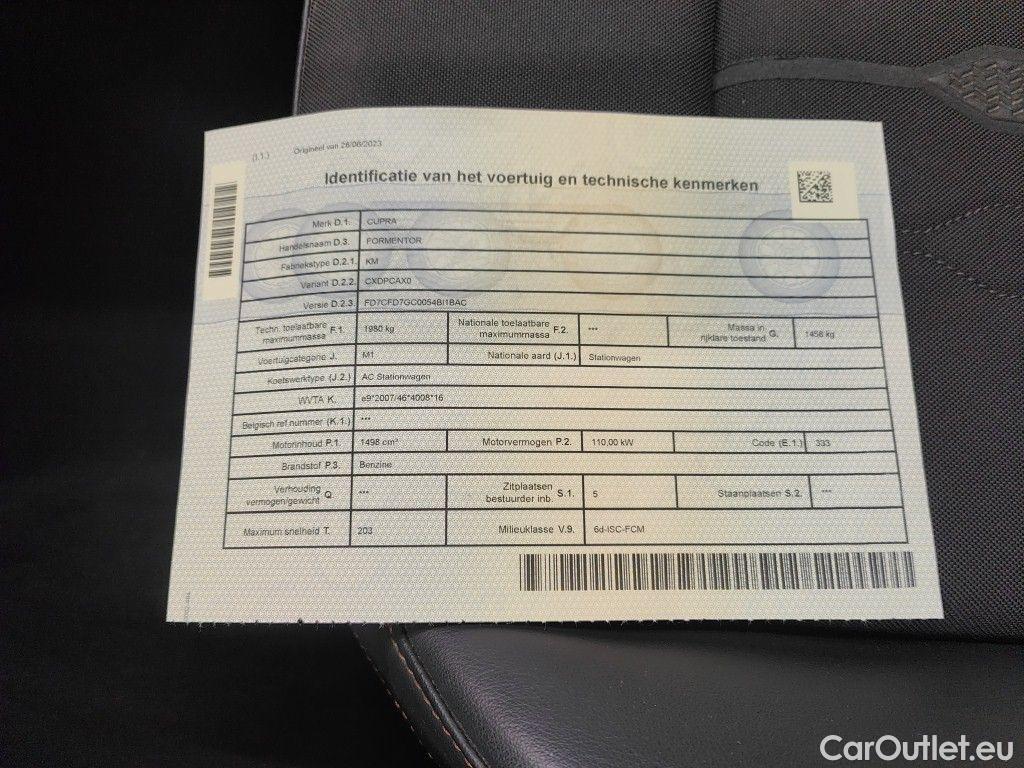 (I.1.) Origineel van 26/06/2023
Identificatie van het voertuig en technische kenmerken
Merk D.1. CUPRA
Handelsnaam D.3. FORMENTOR
Fabriekstype D.2.1. KM
Variant D.2.2. CXDPCAX0
Versie D.2.3. FD7CFD7GC0054BI1BAC
Techn. toelaatbare maximummassa F.1. 1980 kg Nationale toelaatbare maximummassa F.2. *** Massa in rijklare toestand G. 1456 kg
Voertuigcategorie J. M1 Nationale aard (J.1.) Stationwagen
Koetswerktype (J.2.) AC Stationwagen
WVTA K. e9*2007/46*4008*16
Belgisch ref.nummer (K.1.) ***
Motorinhoud P.1. 1498 cm³ Motorvermogen P.2. 110,00 kW Code (E.1.) 333
Brandstof P.3. Benzine
Verhouding vermogen/gewicht Q *** Zitplaatsen bestuurder inb. S.1. 5 Staanplaatsen S.2. ***
Maximum snelheid T. 203 Milieuklasse V.9. 6d-ISC-FCM
CarOutlet.eu